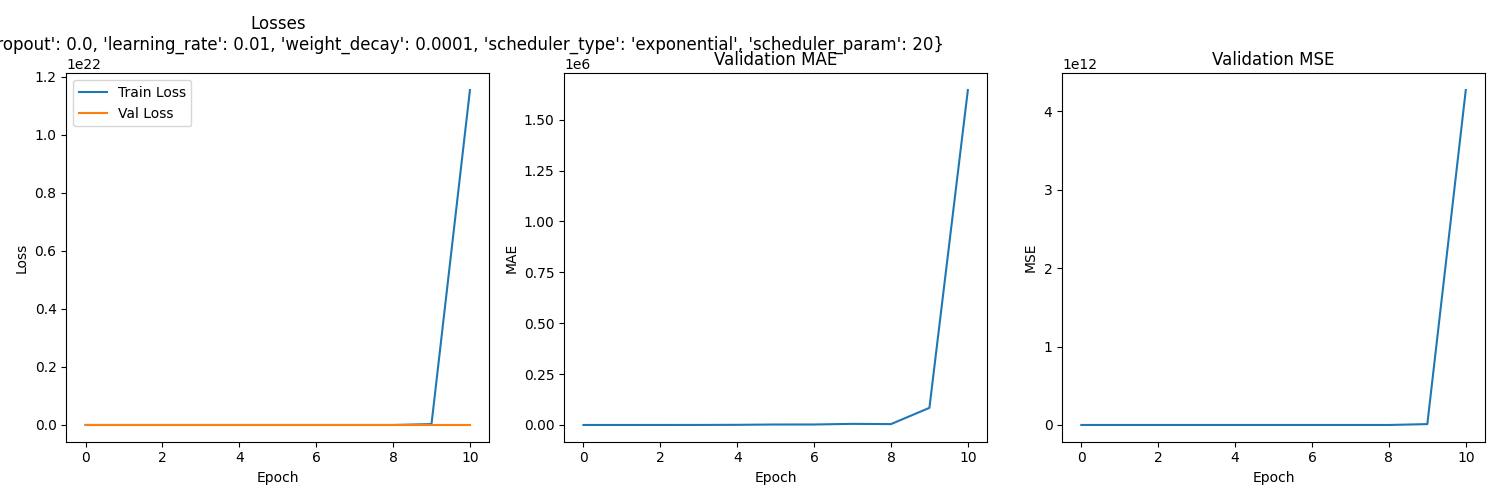 Losses
ropout': 0.0, 'learning_rate': 0.01, 'weight_decay': 0.0001, 'scheduler_type': 'exponential', 'scheduler_param': 20}
1e22
Train Loss
Val Loss
1.2
1.0
0.8
0.6
0.4
0.2
0.0
Loss
0 2 4 6 8 10
Epoch
Validation MAE
1e6
1.50
1.25
1.00
0.75
0.50
0.25
0.00
MAE
0 2 4 6 8 10
Epoch
Validation MSE
1e12
4
3
2
1
0
MSE
0 2 4 6 8 10
Epoch